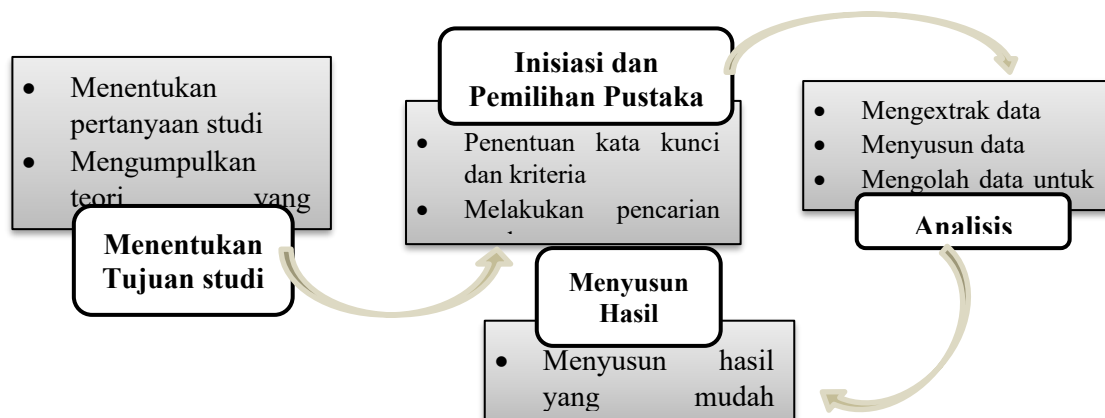 Menentukan
pertanyaan studi
Mengumpulkan
teori yang
Menentukan
Tujuan studi
Inisiasi dan
Pemilihan Pustaka
Penentuan kata kunci
dan kriteria
Melakukan pencarian
Mengextrak data
Menyusun data
Mengolah data untuk
Analisis
Menyusun
Hasil
Menyusun hasil
yang mudah